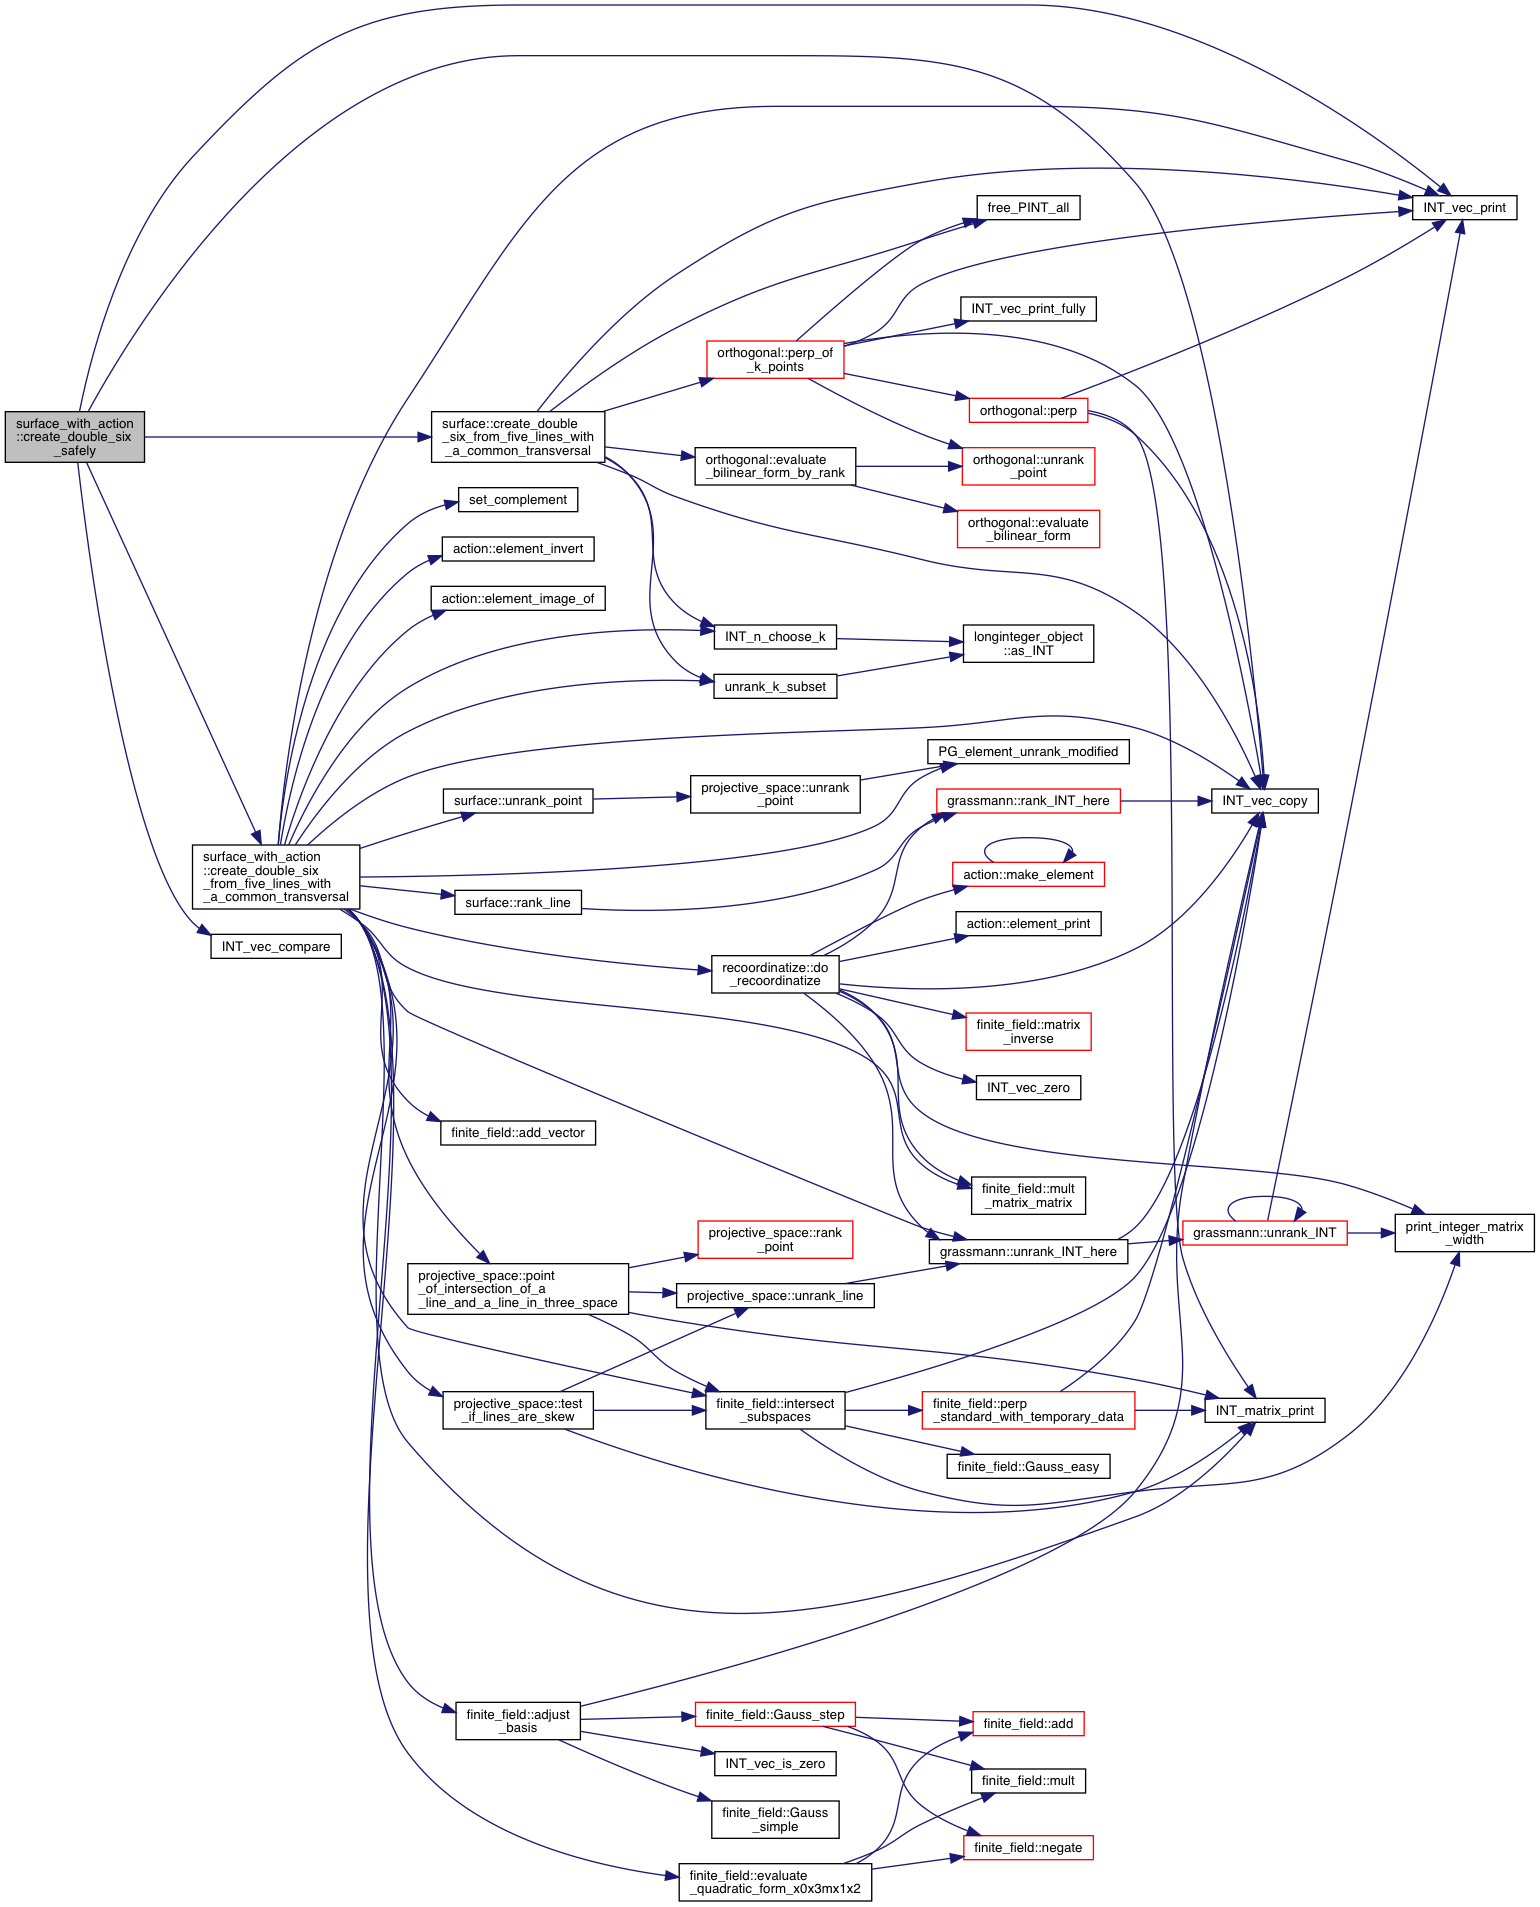 free_PINT_all
INT_vec_print
INT_vec_print_fully
orthogonal::perp_of
_k_points
orthogonal::perp
surface_with_action
::create_double_six
_safely
surface::create_double
_six_from_five_lines_with
_a_common_transversal
orthogonal::evaluate
_bilinear_form_by_rank
orthogonal::unrank
_point
set_complement
orthogonal::evaluate
_bilinear_form
action::element_invert
action::element_image_of
INT_n_choose_k
longinteger_object
::as_INT
unrank_k_subset
PG_element_unrank_modified
surface::unrank_point
projective_space::unrank
_point
grassmann::rank_INT_here
INT_vec_copy
surface_with_action
::create_double_six
_from_five_lines_with
_a_common_transversal
action::make_element
surface::rank_line
action::element_print
INT_vec_compare
recoordinatize::do
_recoordinatize
finite_field::matrix
_inverse
INT_vec_zero
finite_field::add_vector
finite_field::mult
_matrix_matrix
projective_space::rank
_point
grassmann::unrank_INT_here
grassmann::unrank_INT
print_integer_matrix
_width
projective_space::point
_of_intersection_of_a
_line_and_a_line_in_three_space
projective_space::unrank_line
projective_space::test
_if_lines_are_skew
finite_field::intersect
_subspaces
finite_field::perp
_standard_with_temporary_data
INT_matrix_print
finite_field::Gauss_easy
finite_field::adjust
_basis
finite_field::Gauss_step
finite_field::add
INT_vec_is_zero
finite_field::mult
finite_field::Gauss
_simple
finite_field::negate
finite_field::evaluate
_quadratic_form_x0x3mx1x2